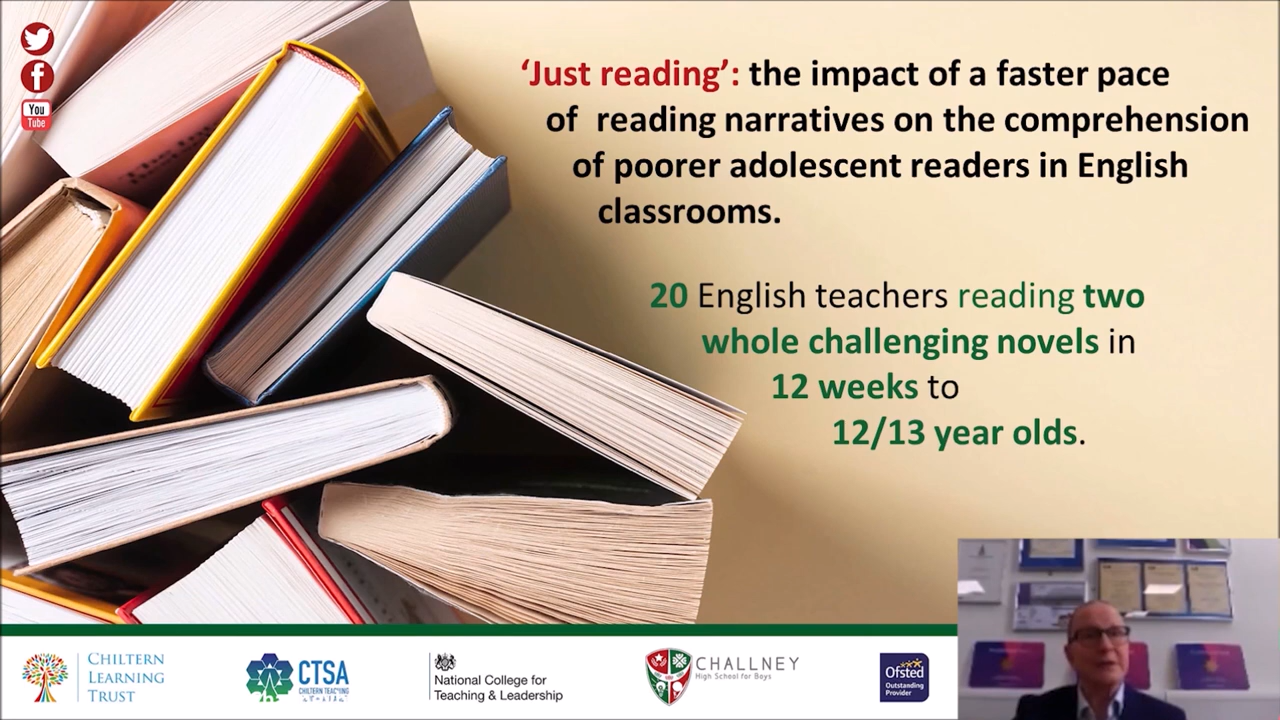 You
Tube
‘Just reading’: the impact of a faster pace
of reading narratives on the comprehension
of poorer adolescent readers in English
classrooms.
20 English teachers reading two
whole challenging novels in
12 weeks to
12/13 year olds.
CHILTERN
LEARNING
TRUST
CTSA
CHILTERN TEACHING
National College for
Teaching & Leadership
CHALLNEY
High School for Boys
Ofsted
Outstanding
Provider